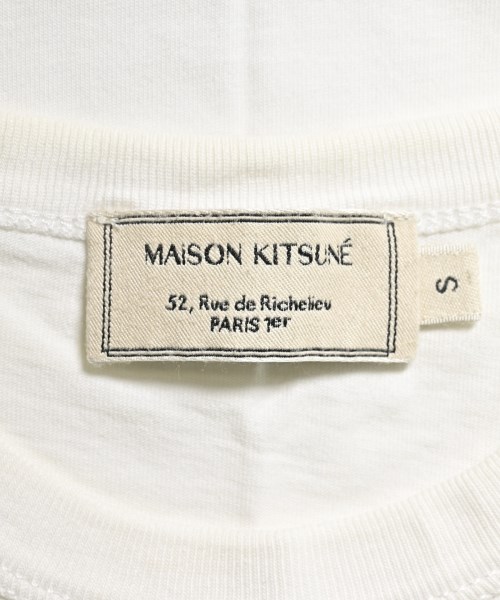 MAISON KITSUNÉ
52, Rue de Richelieu
PARIS 1er
S